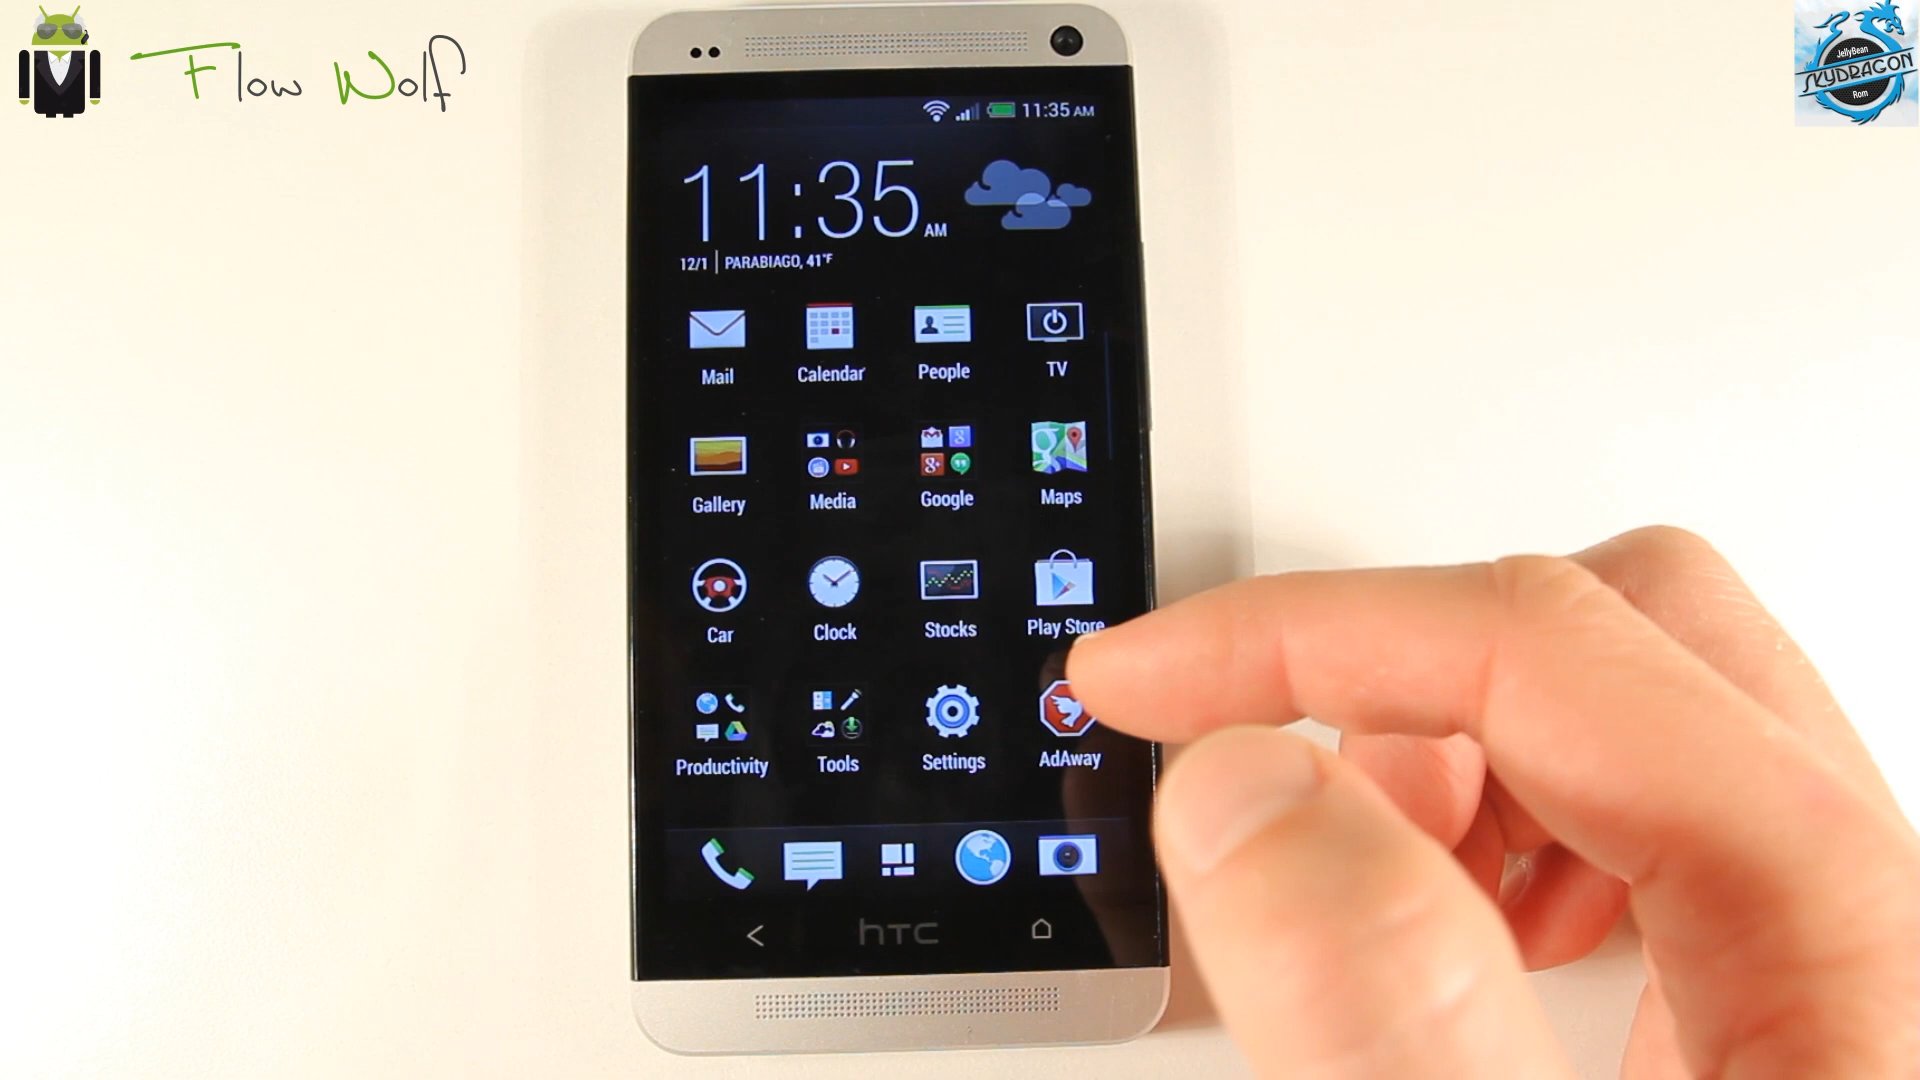 Flow Wolf
JellyBean
SKYDRAGON
Rom
11:35 AM
11:35 AM
12/1 | PARABIAGO, 41°F
Mail Calendar People TV
Gallery Media Google Maps
Car Clock Stocks Play Store
Productivity Tools Settings AdAway
hTC